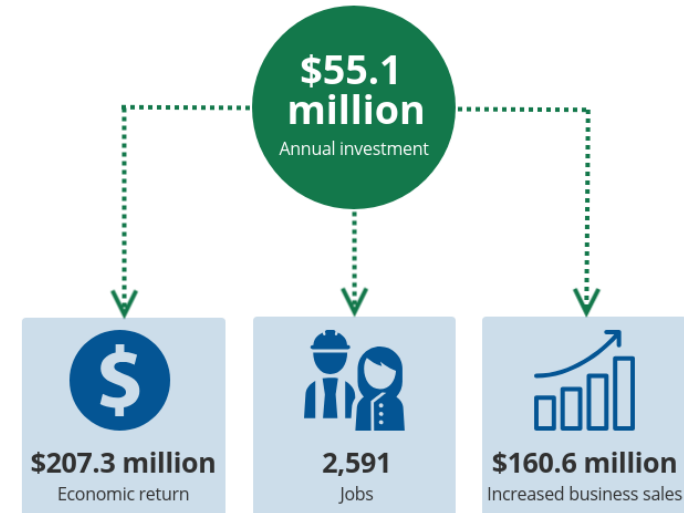 $55.1
million
Annual investment
$
$207.3 million
Economic return
2,591
Jobs
$160.6 million
Increased business sales